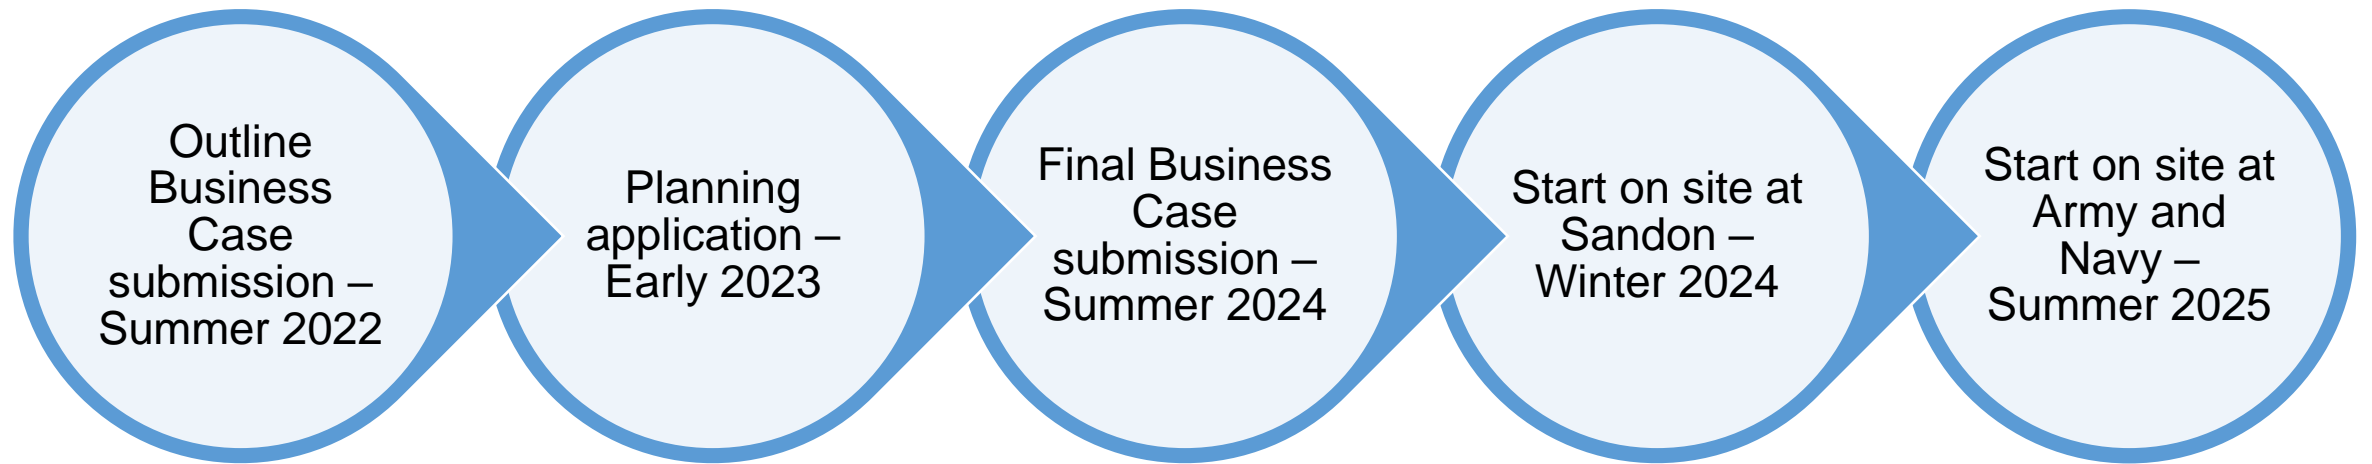 Outline
Business
Case
submission –
Summer 2022
Planning
application –
Early 2023
Final Business
Case
submission –
Summer 2024
Start on site at
Sandon –
Winter 2024
Start on site at
Army and
Navy –
Summer 2025